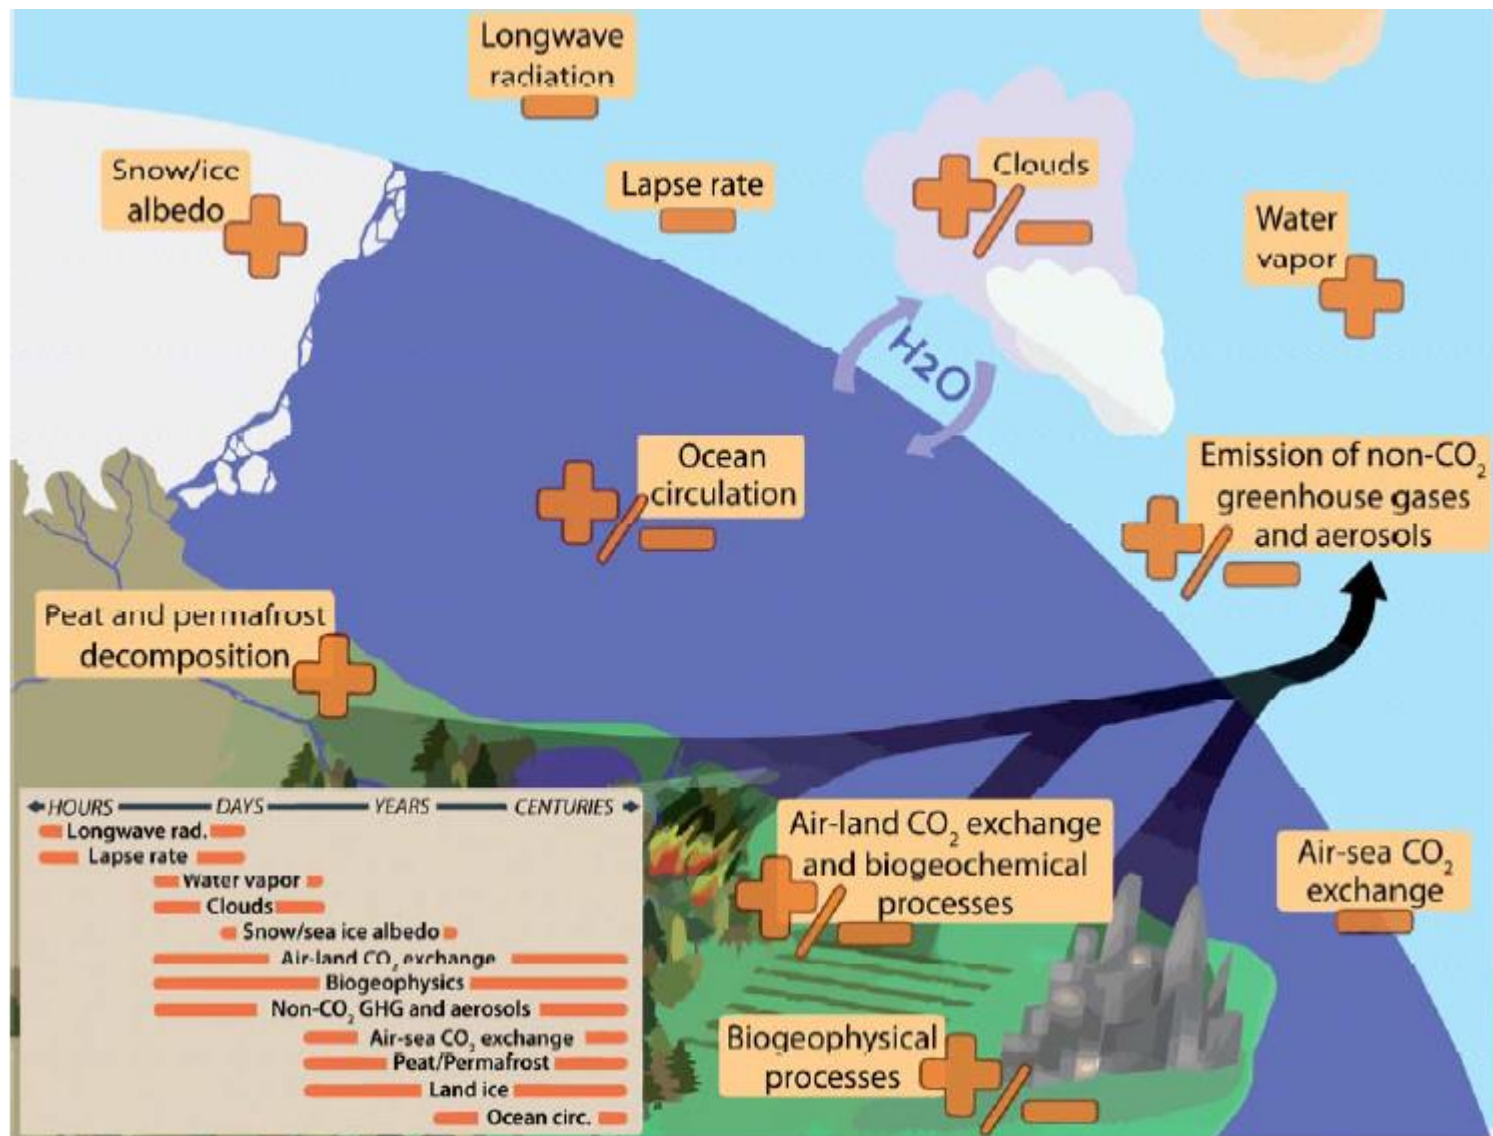 Longwave
radiation
Snow/ice
albedo
Lapse rate
Clouds
Water
vapor
H2O
Ocean
circulation
Emission of non-CO₂
greenhouse gases
and aerosols
Peat and permafrost
decomposition
HOURS DAYS YEARS CENTURIES
Longwave rad.
Lapse rate
Water vapor
Clouds
Snow/sea ice albedo
Air-land CO₂ exchange
Biogeophysics
Non-CO₂ GHG and aerosols
Air-sea CO₂ exchange
Peat/Permafrost
Land ice
Ocean circ.
Air-land CO₂ exchange
and biogeochemical
processes
Air-sea CO₂
exchange
Biogeophysical
processes